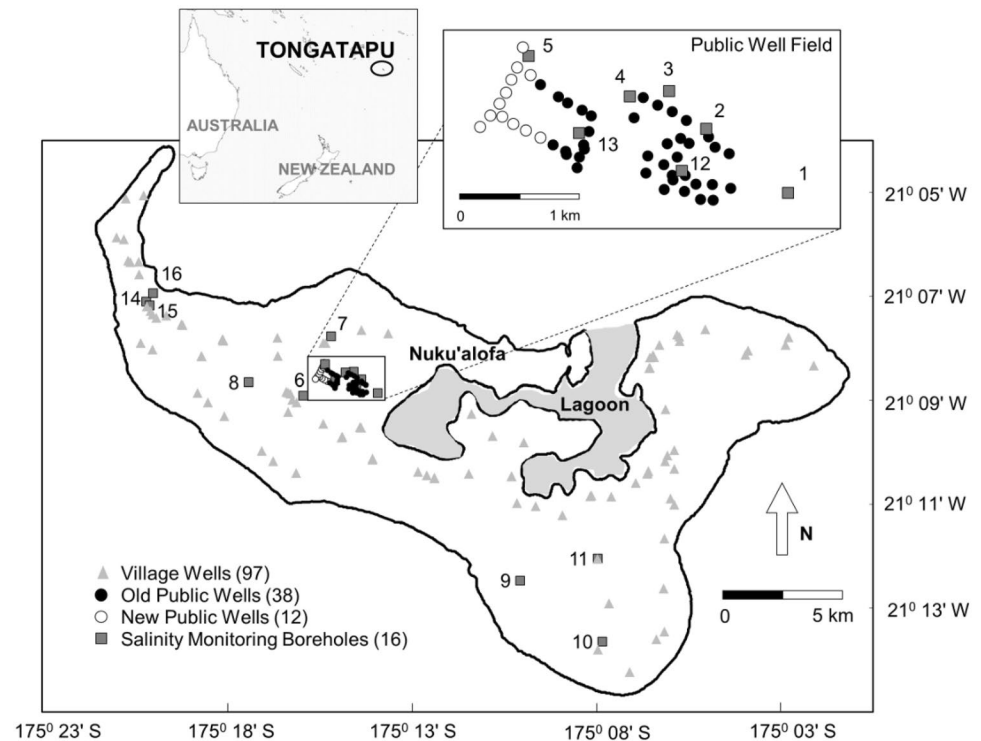 TONGATAPU
AUSTRALIA
NEW ZEALAND
Public Well Field
5
4
3
2
13
12
1
0
1 km
21⁰ 05' W
16
14
15
21⁰ 07' W
7
Nuku'alofa
8
6
Lagoon
21⁰ 09' W
21⁰ 11' W
N
11
9
Village Wells (97)
Old Public Wells (38)
0
5 km
New Public Wells (12)
21⁰ 13' W
Salinity Monitoring Boreholes (16)
10
175⁰ 23' S
175⁰ 18' S
175⁰ 13' S
175⁰ 08' S
175⁰ 03' S